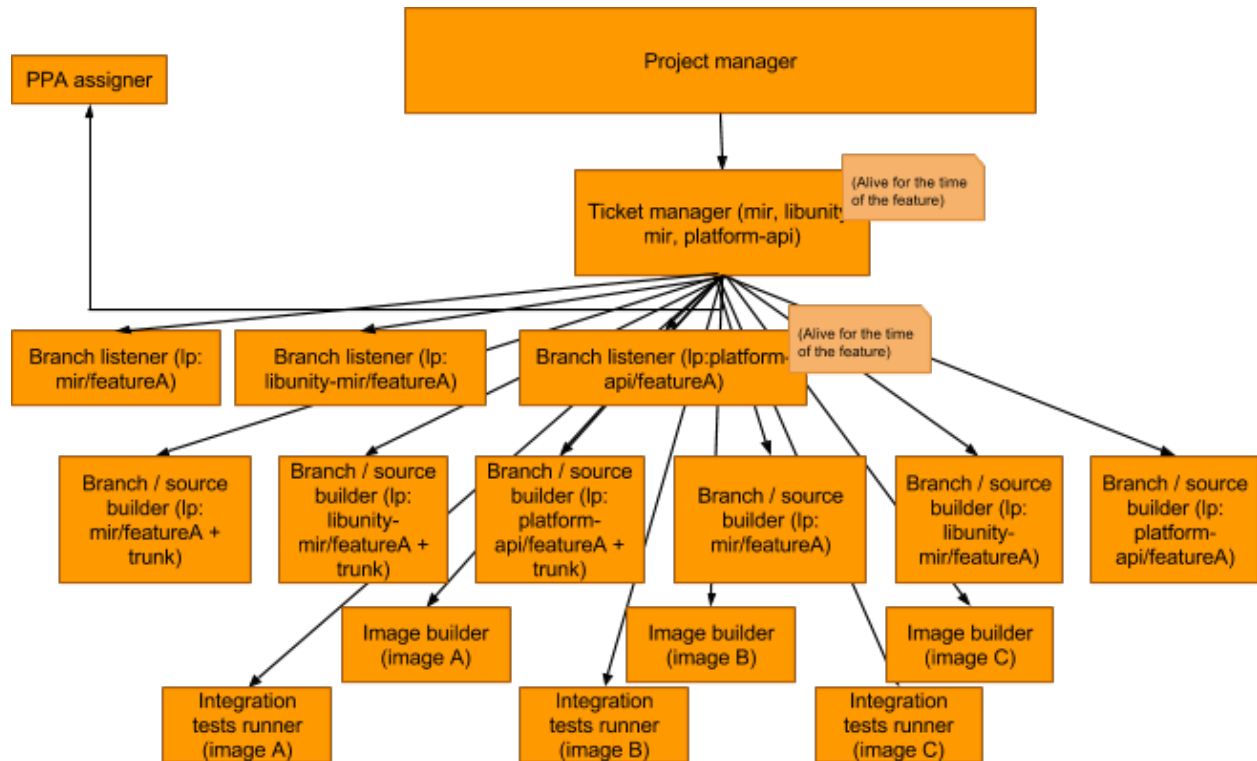 Project manager
PPA assigner
(Alive for the time
of the feature)
Ticket manager (mir, libunity
mir, platform-api)
(Alive for the time
of the feature)
Branch listener (lp:
mir/featureA)
Branch listener (lp:
libunity-mir/featureA)
Branch listener (lp:platform-
api/featureA)
Branch / source
builder (lp:
mir/featureA +
trunk)
Branch / source
builder (lp:
libunity-
mir/featureA +
trunk)
Branch / source
builder (lp:
platform-
api/featureA +
trunk)
Branch / source
builder (lp:
mir/featureA)
Branch / source
builder (lp:
libunity-
mir/featureA)
Branch / source
builder (lp:
platform-
api/featureA)
Image builder
(image A)
Image builder
(image B)
Image builder
(image C)
Integration
tests runner
(image A)
Integration
tests runner
(image B)
Integration
tests runner
(image C)